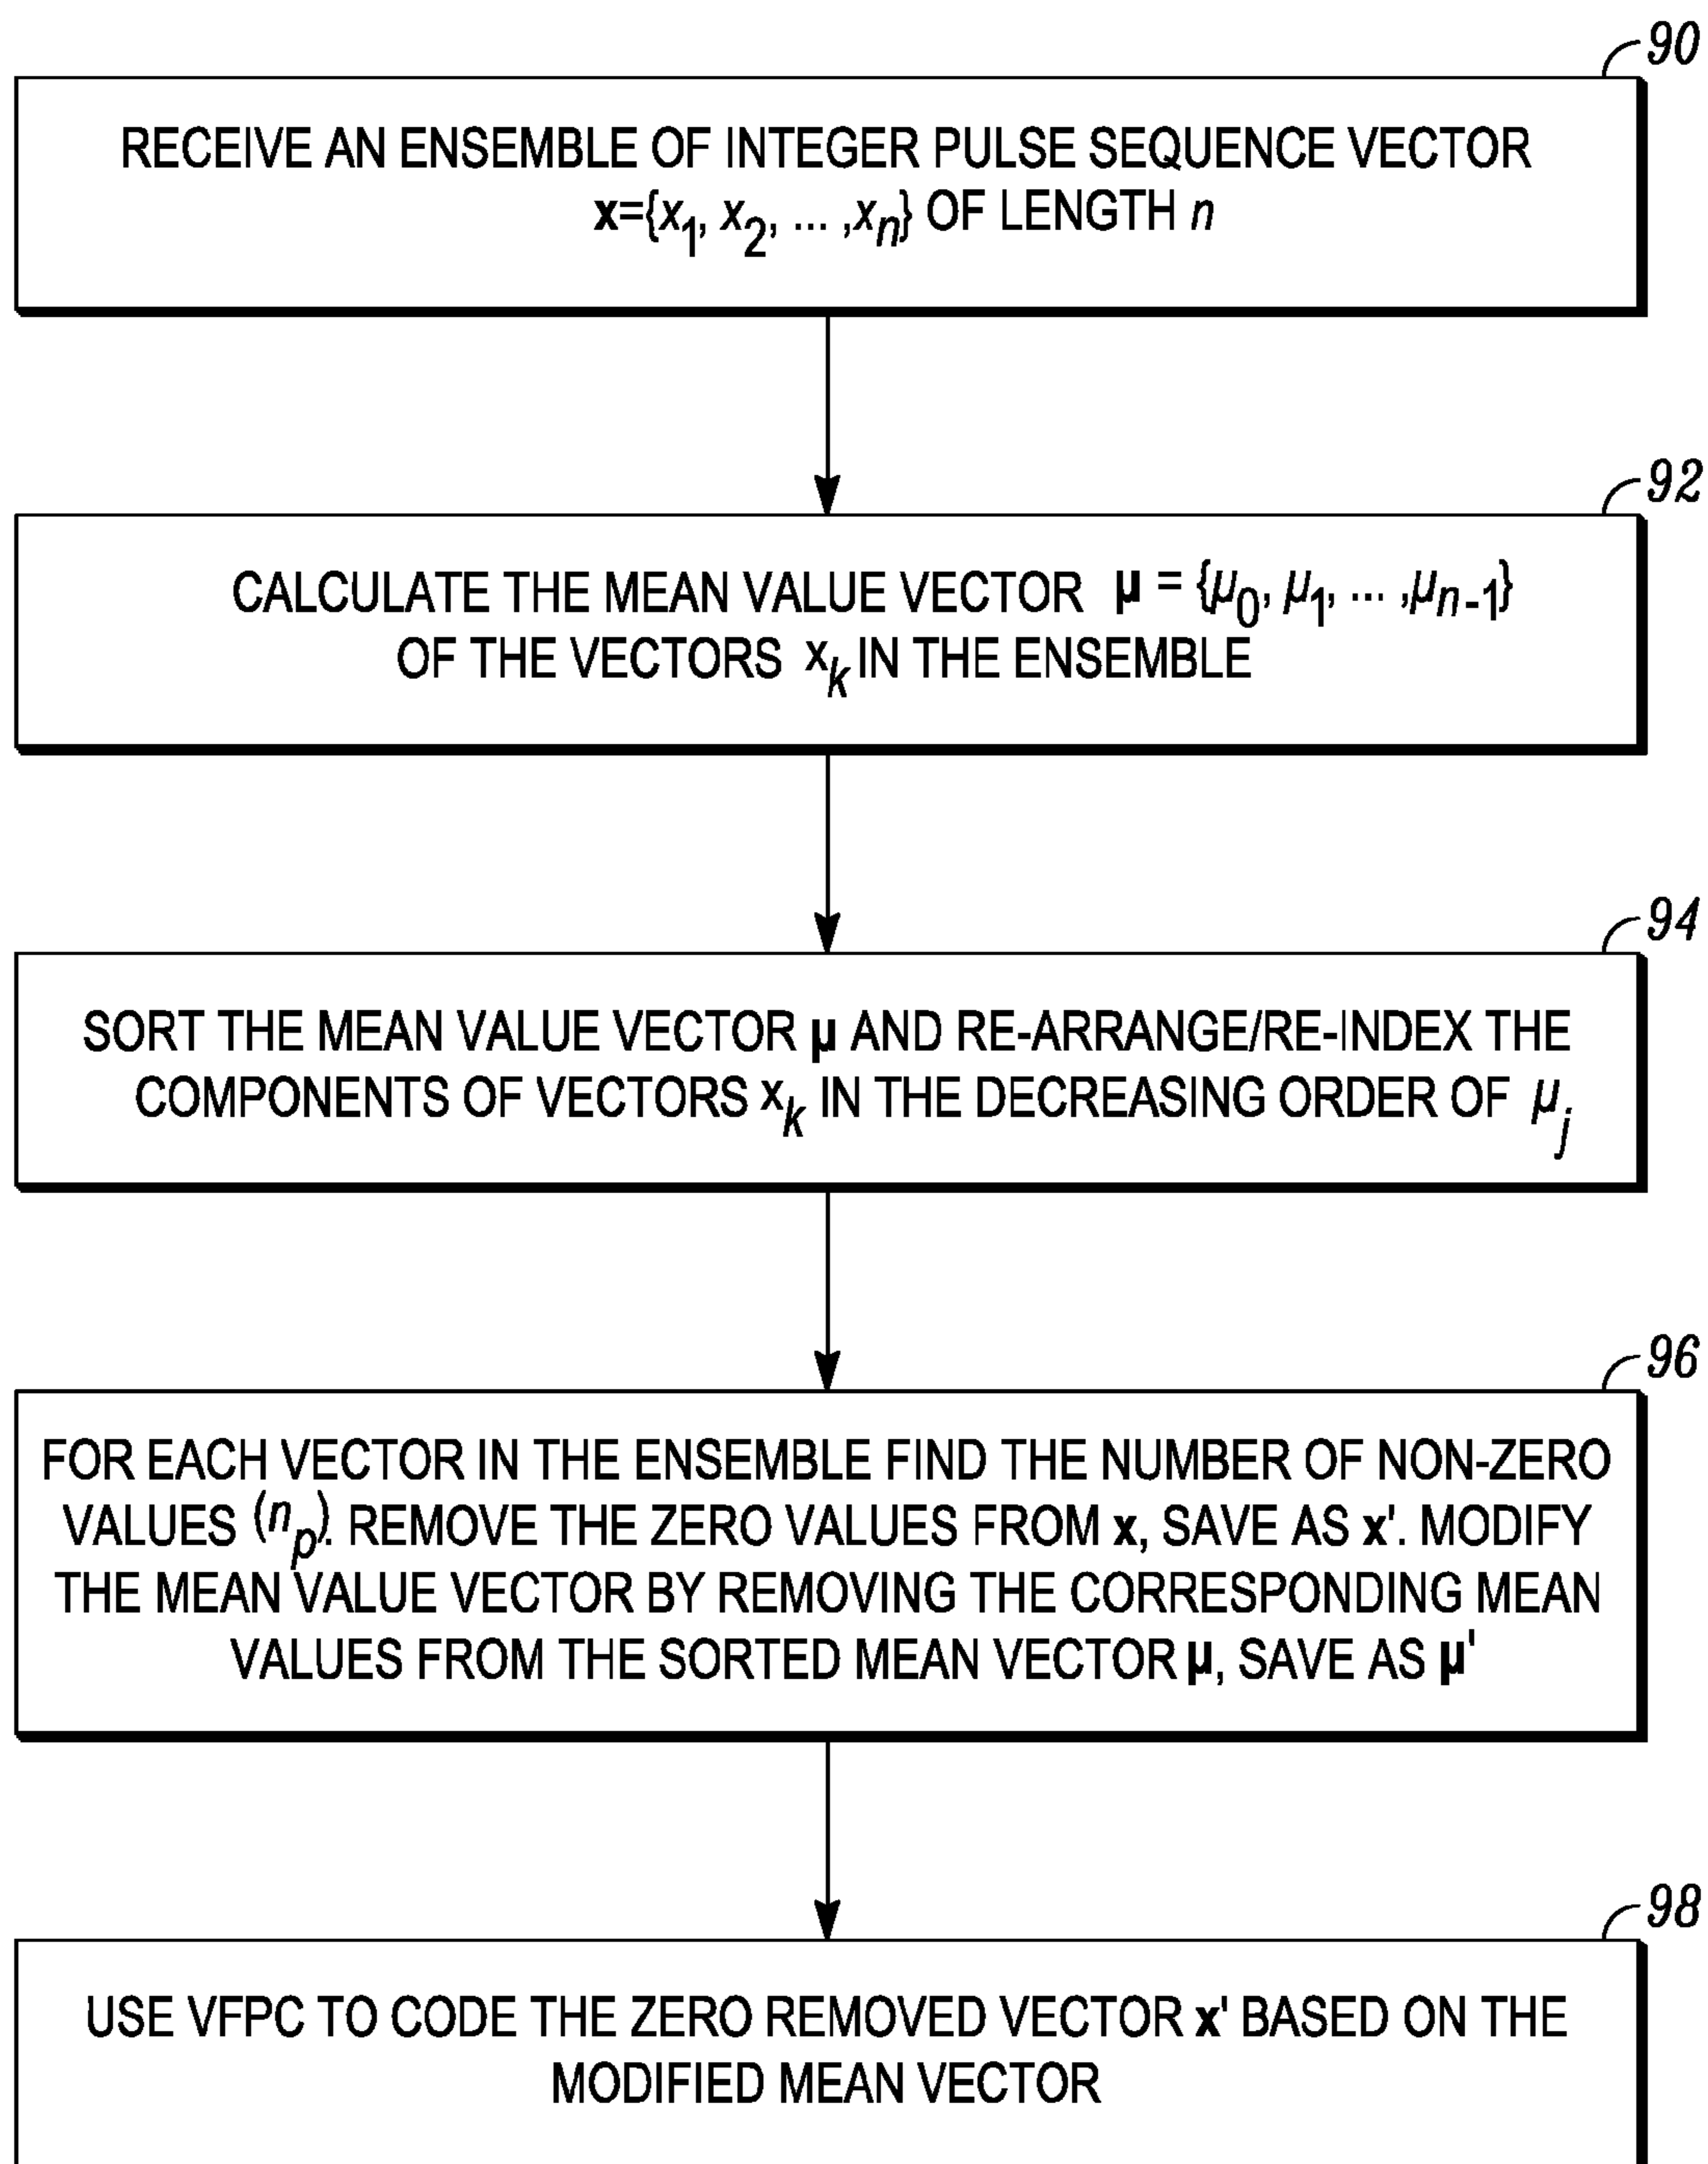 90
RECEIVE AN ENSEMBLE OF INTEGER PULSE SEQUENCE VECTOR
x={x1, x2, ... ,xn} OF LENGTH n
92
CALCULATE THE MEAN VALUE VECTOR μ = {μ0, μ1, ... ,μn-1}
OF THE VECTORS xk IN THE ENSEMBLE
94
SORT THE MEAN VALUE VECTOR μ AND RE-ARRANGE/RE-INDEX THE
COMPONENTS OF VECTORS xk IN THE DECREASING ORDER OF μj
96
FOR EACH VECTOR IN THE ENSEMBLE FIND THE NUMBER OF NON-ZERO
VALUES (np). REMOVE THE ZERO VALUES FROM x, SAVE AS x'. MODIFY
THE MEAN VALUE VECTOR BY REMOVING THE CORRESPONDING MEAN
VALUES FROM THE SORTED MEAN VECTOR μ, SAVE AS μ'
98
USE VFPC TO CODE THE ZERO REMOVED VECTOR x' BASED ON THE
MODIFIED MEAN VECTOR